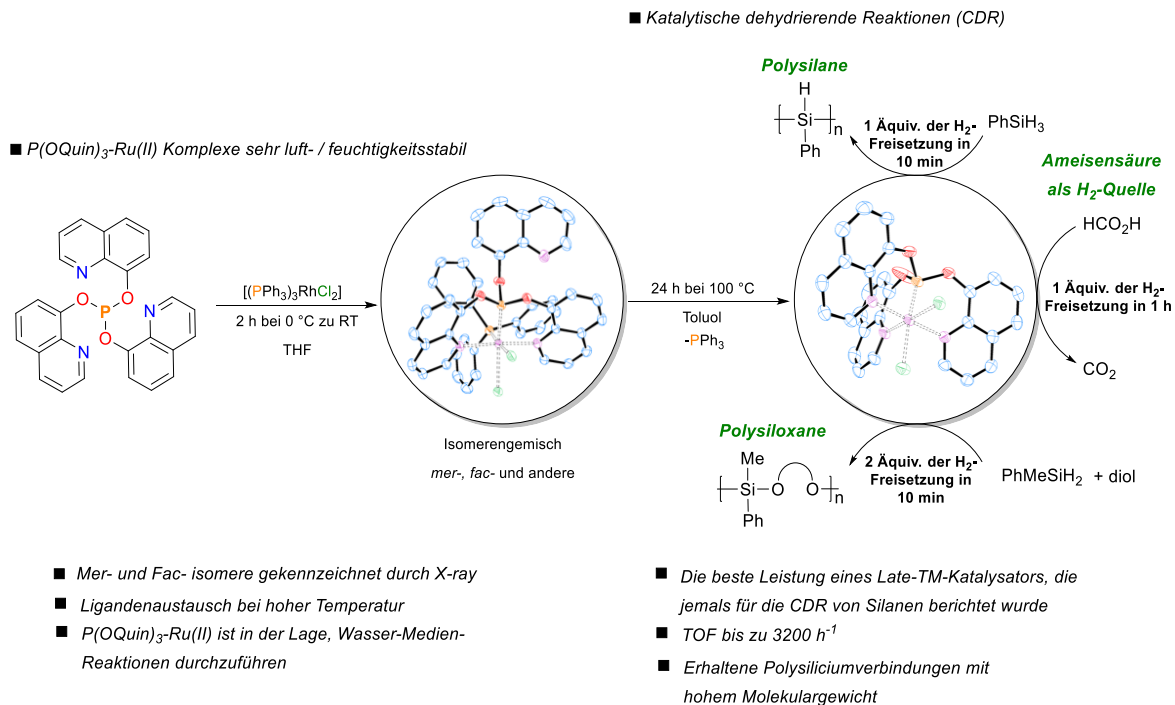 ■ Katalytische dehydrierende Reaktionen (CDR)
Polysilane
H
Si
n
Ph
1 Äquiv. der H2-
Freisetzung in
10 min
PhSiH3
■ P(OQuin)3-Ru(II) Komplexe sehr luft- / feuchtigkeitsstabil
Ameisensäure
als H2-Quelle
HCO2H
N
O
P
O
N
O
N
[(PPh3)3RhCl2]
2 h bei 0 °C zu RT
THF
24 h bei 100 °C
Toluol
-PPh3
1 Äquiv. der H2-
Freisetzung in 1 h
CO2
Isomerengemisch
mer-, fac- und andere
Polysiloxane
Me
Si
O
O
n
Ph
2 Äquiv. der H2-
Freisetzung in
10 min
PhMeSiH2 + diol
■ Mer- und Fac- isomere gekennzeichnet durch X-ray
■ Ligandenaustausch bei hoher Temperatur
■ P(OQuin)3-Ru(II) ist in der Lage, Wasser-Medien-
Reaktionen durchzuführen
■ Die beste Leistung eines Late-TM-Katalysators, die
jemals für die CDR von Silanen berichtet wurde
■ TOF bis zu 3200 h-1
■ Erhaltene Polysiliciumverbindungen mit
hohem Molekulargewicht